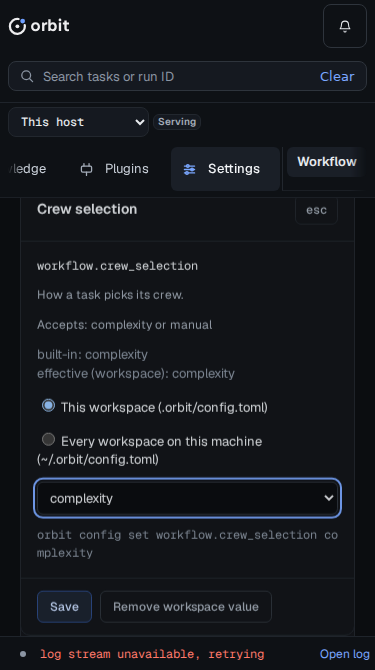 orbit
Search tasks or run ID
Clear
This host
Serving
ledge
Plugins
Settings
Workflow
Crew selection
esc
workflow.crew_selection
How a task picks its crew.
Accepts: complexity or manual
built-in: complexity
effective (workspace): complexity
This workspace (.orbit/config.toml)
Every workspace on this machine
(~/.orbit/config.toml)
complexity
orbit config set workflow.crew_selection co
mplexity
Save
Remove workspace value
log stream unavailable, retrying
Open log